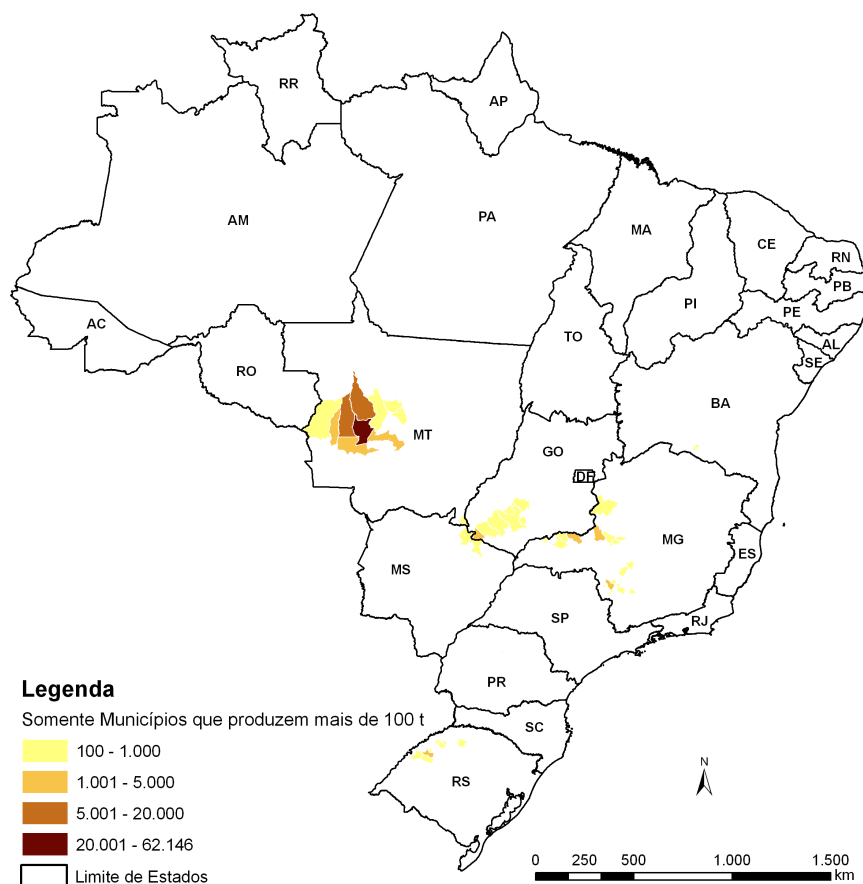 RR
AP
AM
PA
MA
CE
RN
PB
PE
PI
AC
TO
AL
SE
RO
BA
MT
GO
DF
MG
ES
MS
SP
RJ
PR
SC
RS
N
Legenda
Somente Municípios que produzem mais de 100 t
100 - 1.000
1.001 - 5.000
5.001 - 20.000
20.001 - 62.146
Limite de Estados
0 250 500 1.000 1.500
km